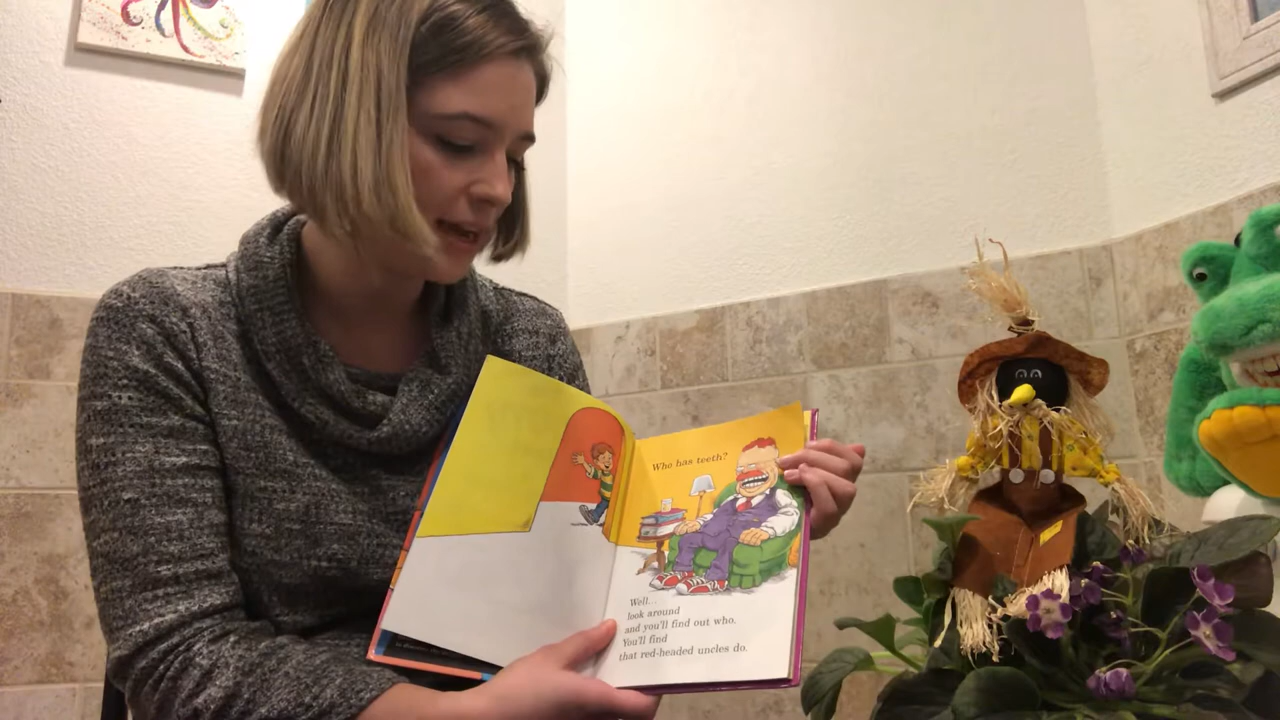 Who has teeth?
Well...
look around
and you'll find out who.
You'll find
that red-headed uncles do.